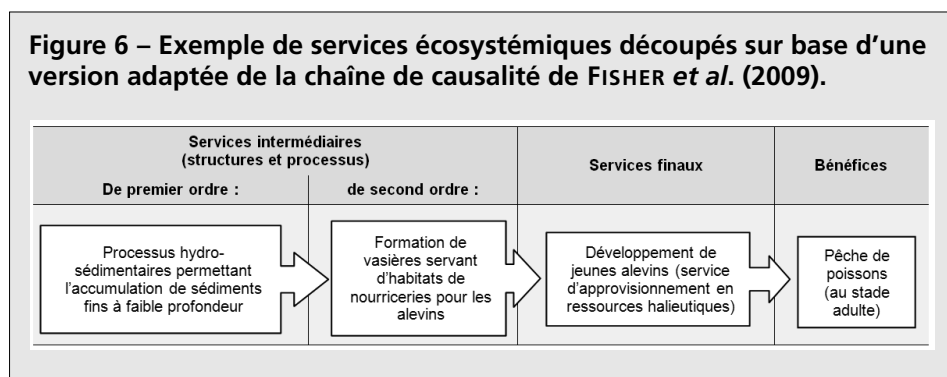 Figure 6 – Exemple de services écosystémiques découpés sur base d'une
version adaptée de la chaîne de causalité de FISHER et al. (2009).
Services intermédiaires
(structures et processus)
Services finaux
Bénéfices
De premier ordre :
de second ordre :
Processus hydro-
sédimentaires permettant
l'accumulation de sédiments
fins à faible profondeur
Formation de
vasières servant
d'habitats de
nourriceries pour les
alevins
Développement de
jeunes alevins (service
d'approvisionnement en
ressources halieutiques)
Pêche de
poissons
(au stade
adulte)